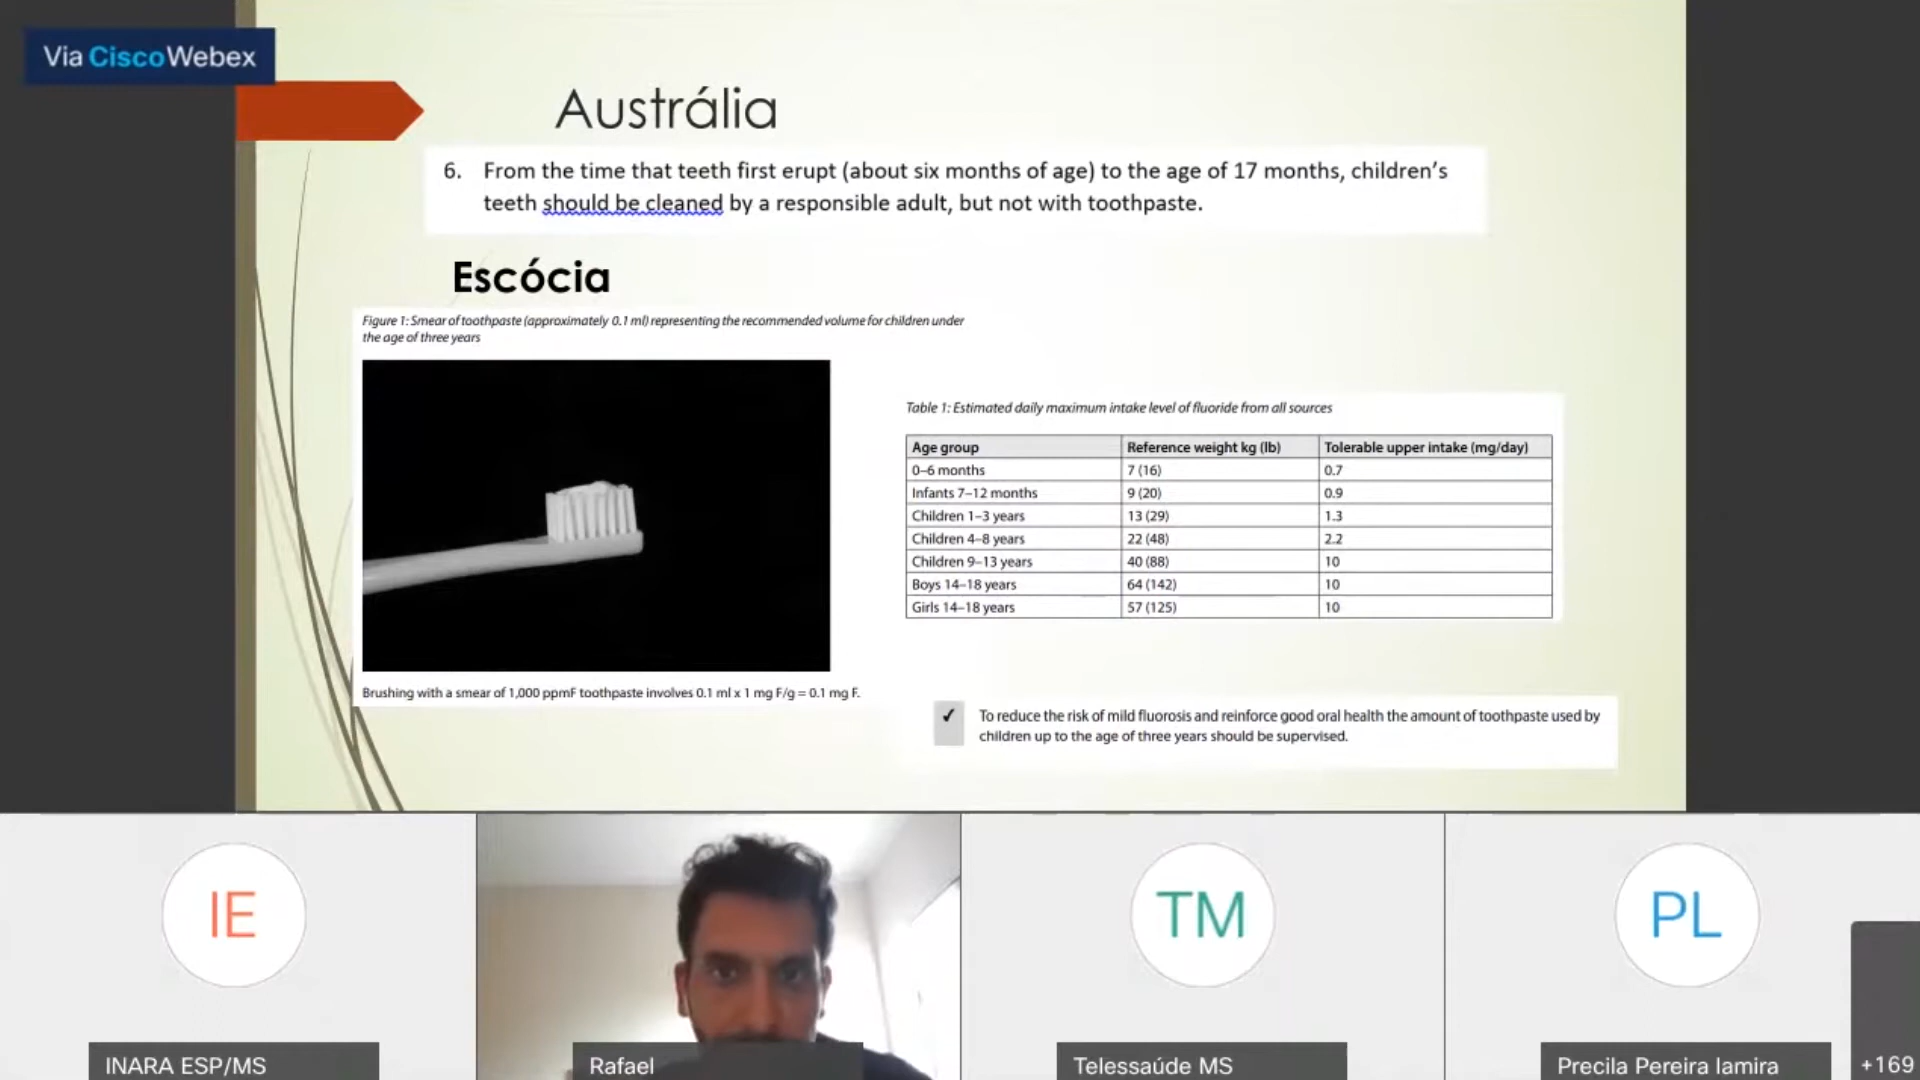 Via CiscoWebex
Austrália
6. From the time that teeth first erupt (about six months of age) to the age of 17 months, children's
teeth should be cleaned by a responsible adult, but not with toothpaste.
Escócia
Figure 1: Smear of toothpaste (approximately 0.1 ml) representing the recommended volume for children under
the age of three years
Brushing with a smear of 1,000 ppmF toothpaste involves 0.1 ml x 1 mg F/g = 0.1 mg F.
Table 1: Estimated daily maximum intake level of fluoride from all sources
Age group Reference weight kg (lb) Tolerable upper intake (mg/day)
0–6 months 7 (16) 0.7
Infants 7–12 months 9 (20) 0.9
Children 1–3 years 13 (29) 1.3
Children 4–8 years 22 (48) 2.2
Children 9–13 years 40 (88) 10
Boys 14–18 years 64 (142) 10
Girls 14–18 years 57 (125) 10
✓ To reduce the risk of mild fluorosis and reinforce good oral health the amount of toothpaste used by
children up to the age of three years should be supervised.
IE
TM
PL
INARA ESP/MS
Rafael
Telessaúde MS
Precila Pereira lamira
+169